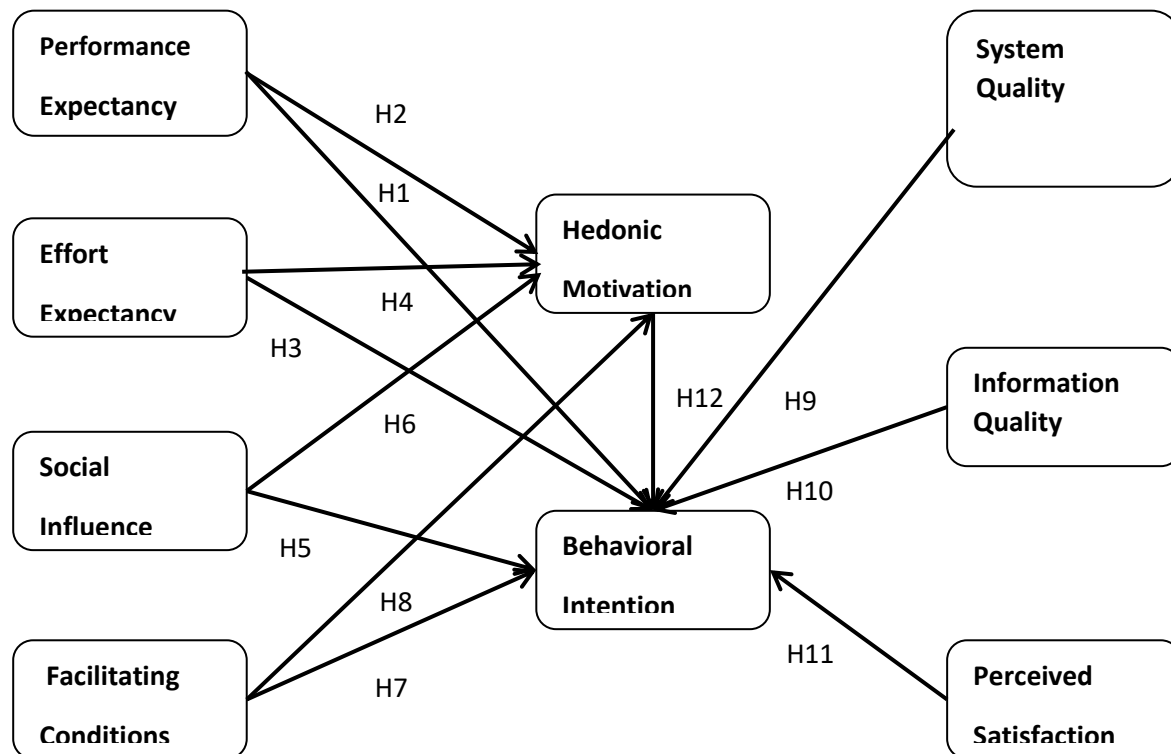 Performance
Expectancy
System
Quality
H2
H1
Hedonic
Motivation
Effort
Expectancy
H4
H3
H12
H9
Information
Quality
H6
Social
Influence
H10
H5
Behavioral
Intention
H8
H11
H7
Facilitating
Conditions
Perceived
Satisfaction